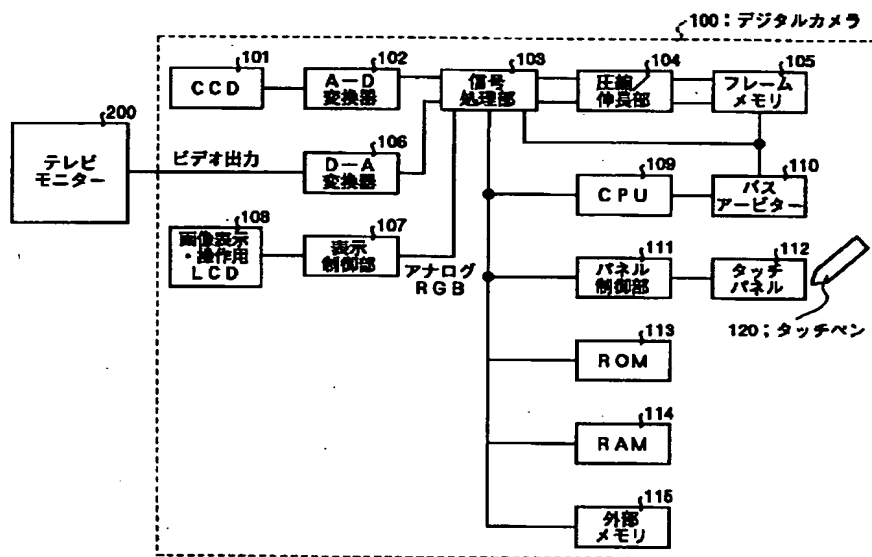 100；デジタルカメラ
101
CCD
102
A－D
変換器
103
信号
処理部
104
圧縮／
伸長部
105
フレーム
メモリ
200
テレビ
モニター
ビデオ出力
106
D－A
変換器
109
CPU
110
バス
アービター
108
画像表示
・操作用
LCD
107
表示
制御部
アナログ
RGB
111
パネル
制御部
112
タッチ
パネル
120；タッチペン
113
ROM
114
RAM
115
外部
メモリ